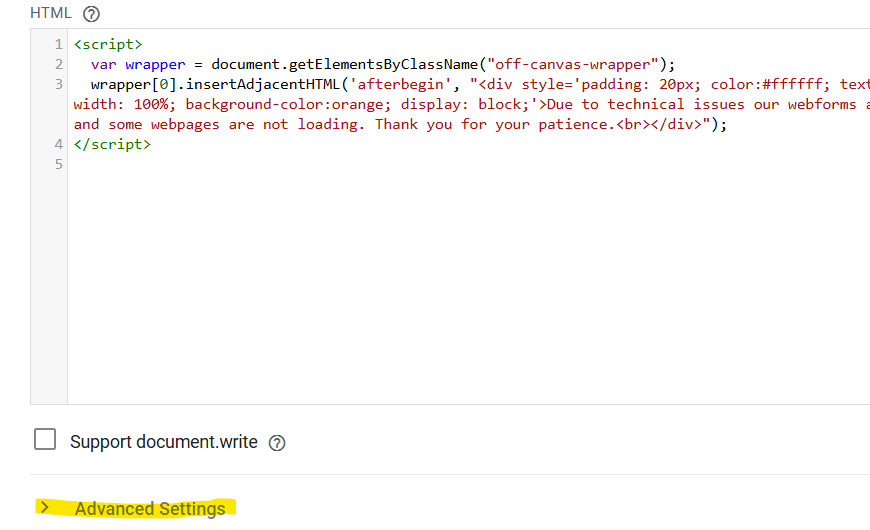 HTML
1 <script>
2 var wrapper = document.getElementsByClassName("off-canvas-wrapper");
3 wrapper[0].insertAdjacentHTML('afterbegin', "<div style='padding: 20px; color:#ffffff; text
width: 100%; background-color:orange; display: block;'>Due to technical issues our webforms a
and some webpages are not loading. Thank you for your patience.<br></div>");
4 </script>
5
Support document.write
Advanced Settings